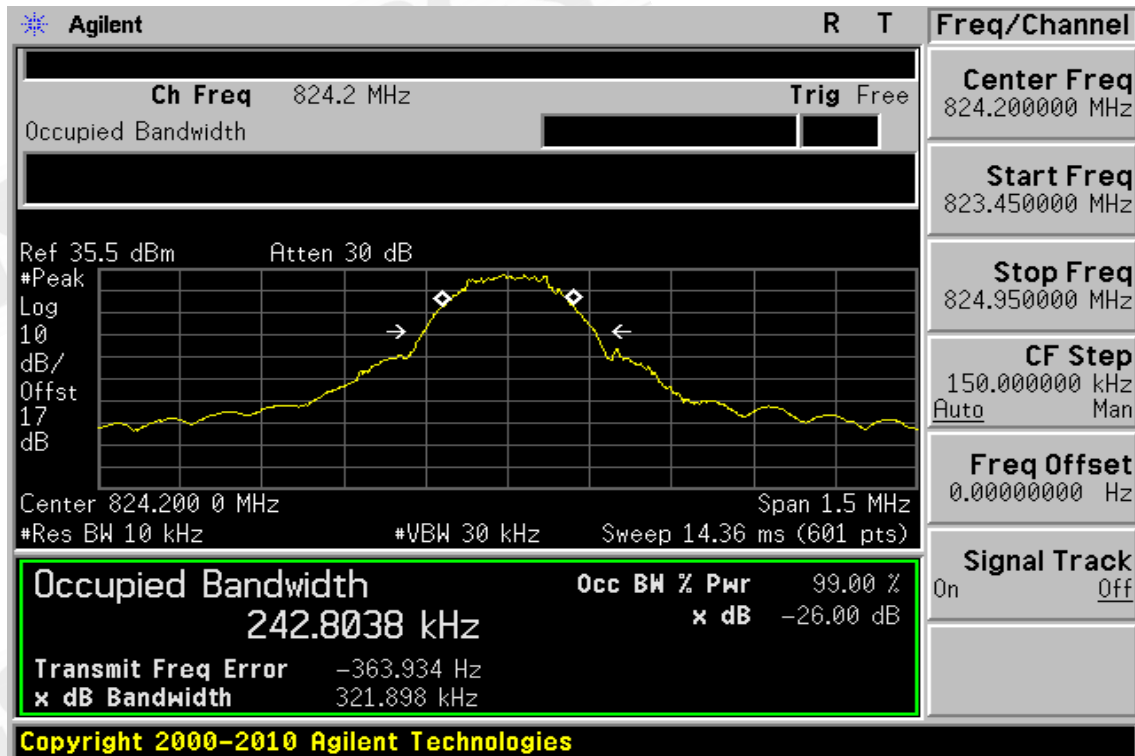 Agilent R T
Ch Freq 824.2 MHz Trig Free
Occupied Bandwidth
Ref 35.5 dBm Atten 30 dB
#Peak
Log
10
dB/
Offst
17
dB
Center 824.200 0 MHz Span 1.5 MHz
#Res BW 10 kHz #VBW 30 kHz Sweep 14.36 ms (601 pts)
Occupied Bandwidth
242.8038 kHz
Occ BW % Pwr 99.00 %
x dB -26.00 dB
Transmit Freq Error -363.934 Hz
x dB Bandwidth 321.898 kHz
Copyright 2000-2010 Agilent Technologies
Freq/Channel
Center Freq
824.200000 MHz
Start Freq
823.450000 MHz
Stop Freq
824.950000 MHz
CF Step
150.000000 kHz
Auto Man
Freq Offset
0.00000000 Hz
Signal Track
On Off